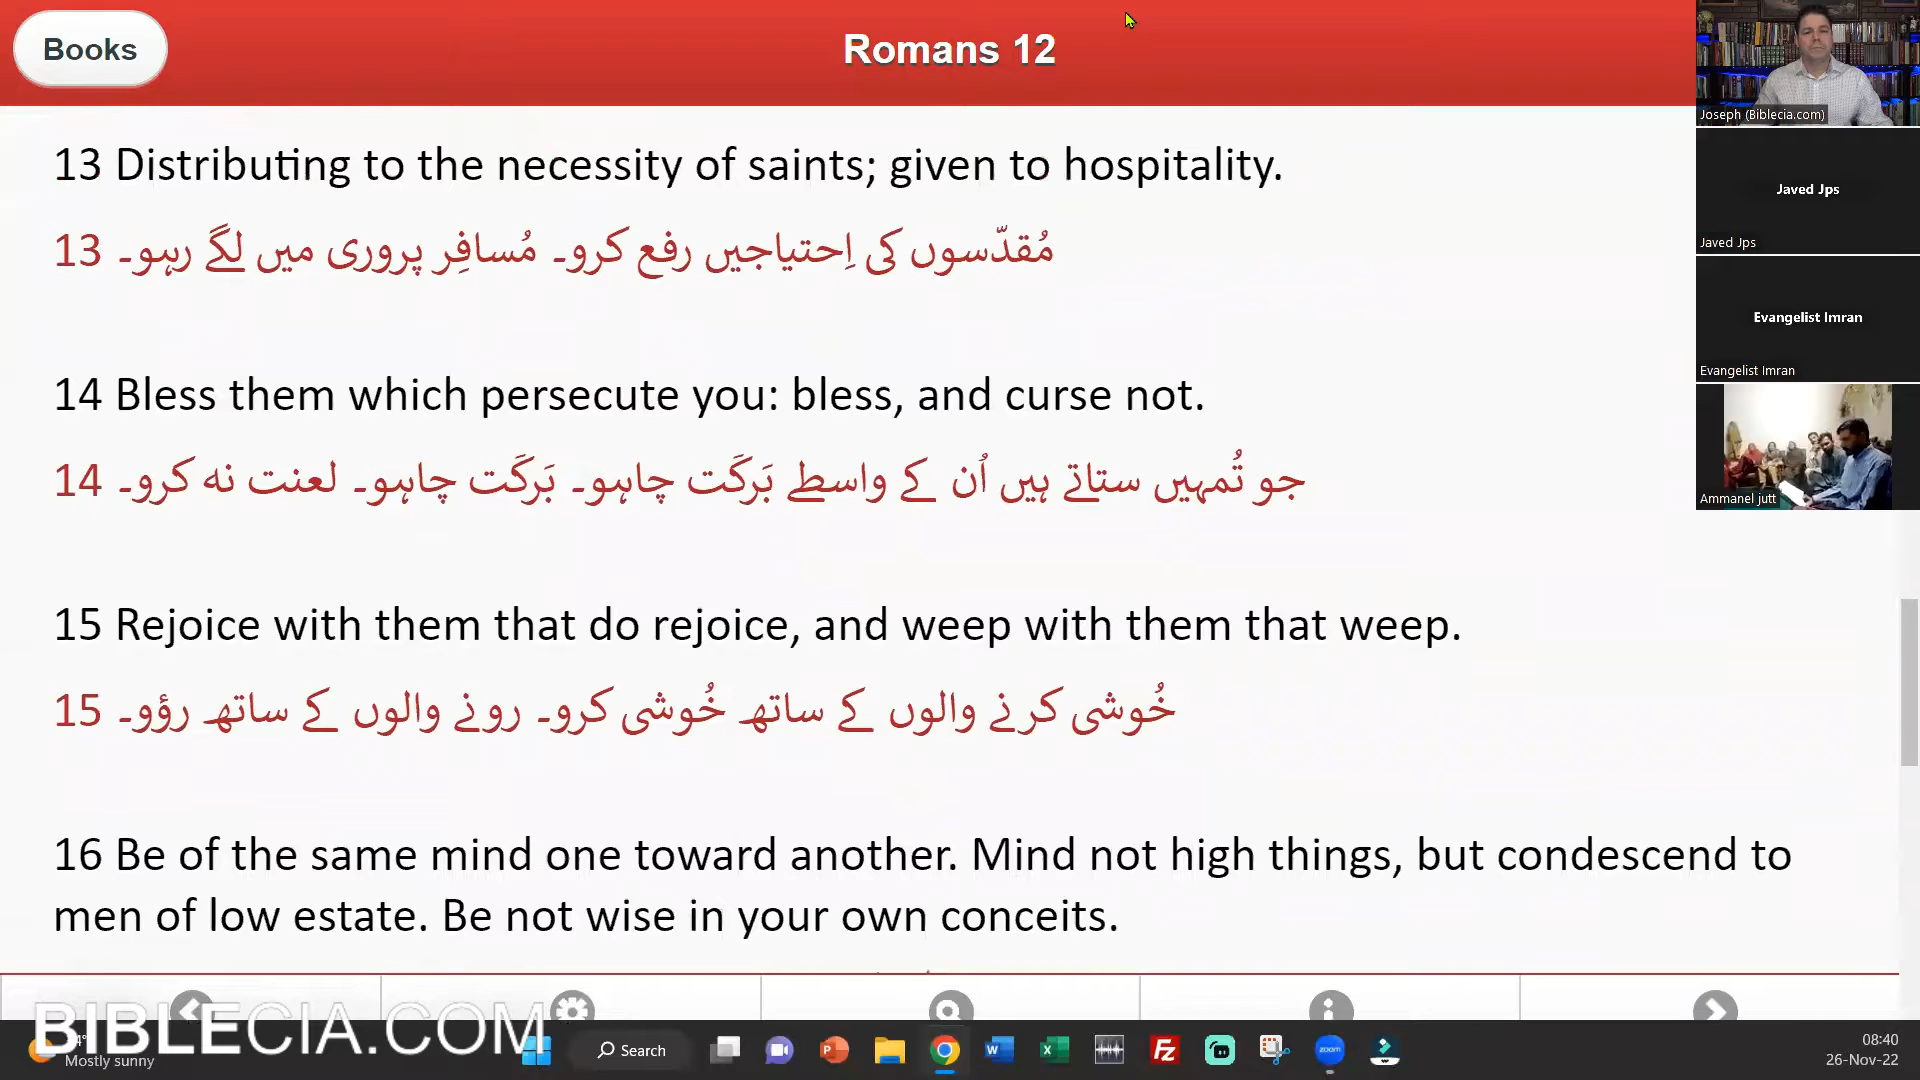 Books
Romans 12
13 Distributing to the necessity of saints; given to hospitality.
13 مُقدّسوں کی اِحتیاجیں رفع کرو۔ مُسافِر پروری میں لگے رہو۔
14 Bless them which persecute you: bless, and curse not.
14 جو تُمہیں ستاتے ہیں اُن کے واسطے بَرکَت چاہو۔ بَرکَت چاہو۔ لعنت نہ کرو۔
15 Rejoice with them that do rejoice, and weep with them that weep.
15 خُوشی کرنے والوں کے ساتھ خُوشی کرو۔ رونے والوں کے ساتھ رؤو۔
16 Be of the same mind one toward another. Mind not high things, but condescend to
men of low estate. Be not wise in your own conceits.
Joseph (Biblecia.com)
Javed Jps
Javed Jps
Evangelist Imran
Evangelist Imran
Ammanel jutt
BIBLECIA.COM
Mostly sunny
Search
zoom
08:40
26-Nov-22